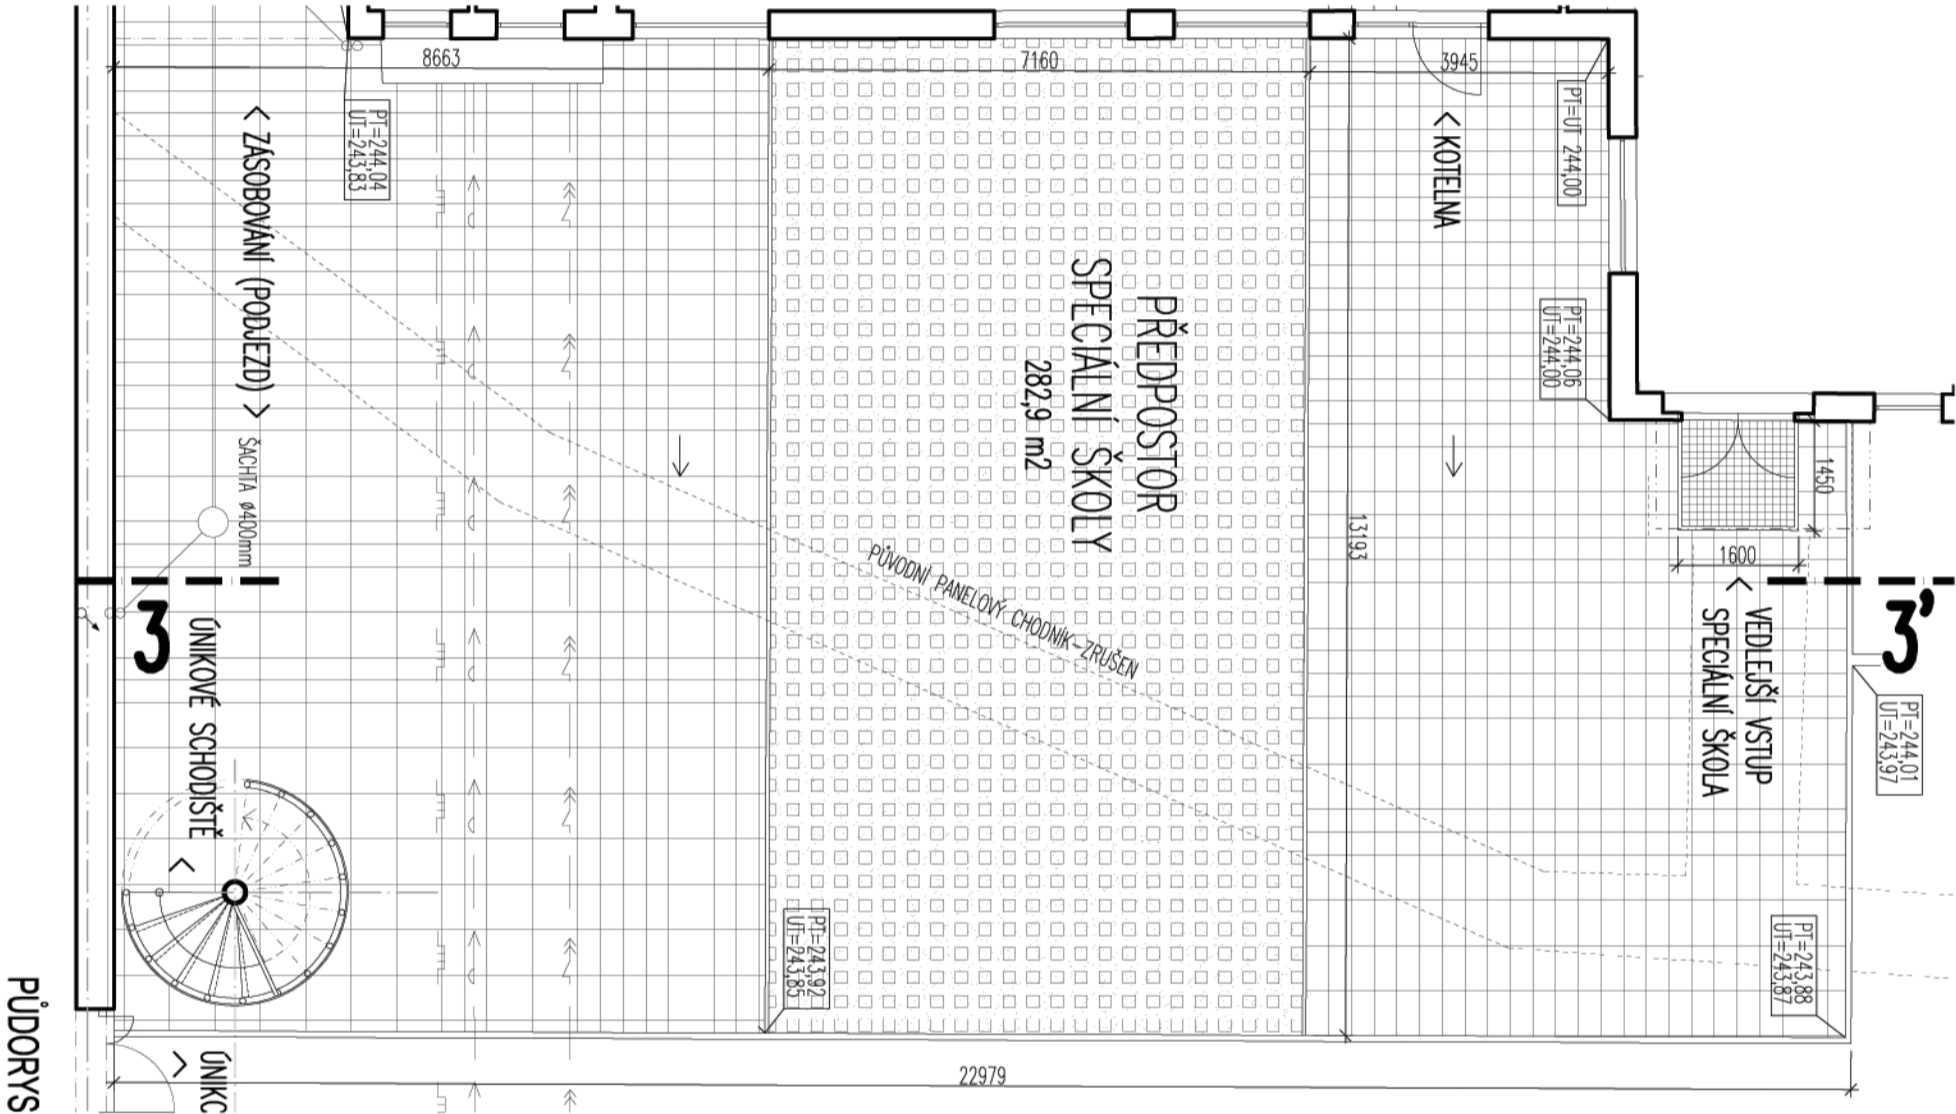 8663
7160
3945
PT=244,04
UT=243,83
< ZÁSOBOVÁNÍ (PODJEZD) >
ŠACHTA ø400mm
< KOTELNA
PT=UT 244,00
PT=244,06
UT=244,00
PŘEDPOSTOR
SPECIÁLNÍ ŠKOLY
282,9 m2
13193
1450
1600
PŮVODNÍ PANELOVÝ CHODNÍK-ZRUŠEN
3
3'
< VEDLEJŠÍ VSTUP
SPECIÁLNÍ ŠKOLA
PT=244,01
UT=243,97
ÚNIKOVÉ SCHODIŠTĚ
<
PT=243,92
UT=243,85
PT=243,88
UT=243,87
22979
< ÚNIKO
PŮDORYS